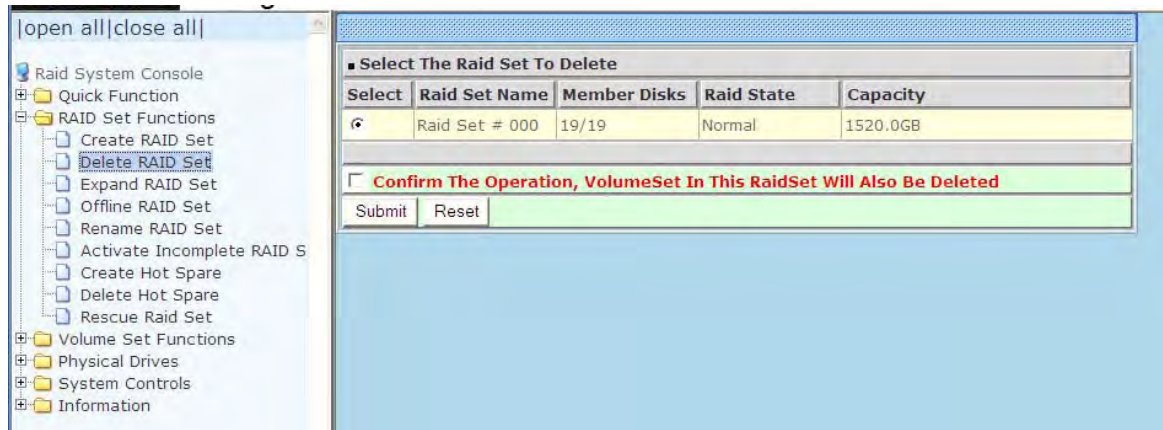 |open all|close all|
Raid System Console
Quick Function
RAID Set Functions
Create RAID Set
Delete RAID Set
Expand RAID Set
Offline RAID Set
Rename RAID Set
Activate Incomplete RAID S
Create Hot Spare
Delete Hot Spare
Rescue Raid Set
Volume Set Functions
Physical Drives
System Controls
Information
Select The Raid Set To Delete
Select Raid Set Name Member Disks Raid State Capacity
Raid Set # 000 19/19 Normal 1520.0GB
Confirm The Operation, VolumeSet In This RaidSet Will Also Be Deleted
Submit Reset